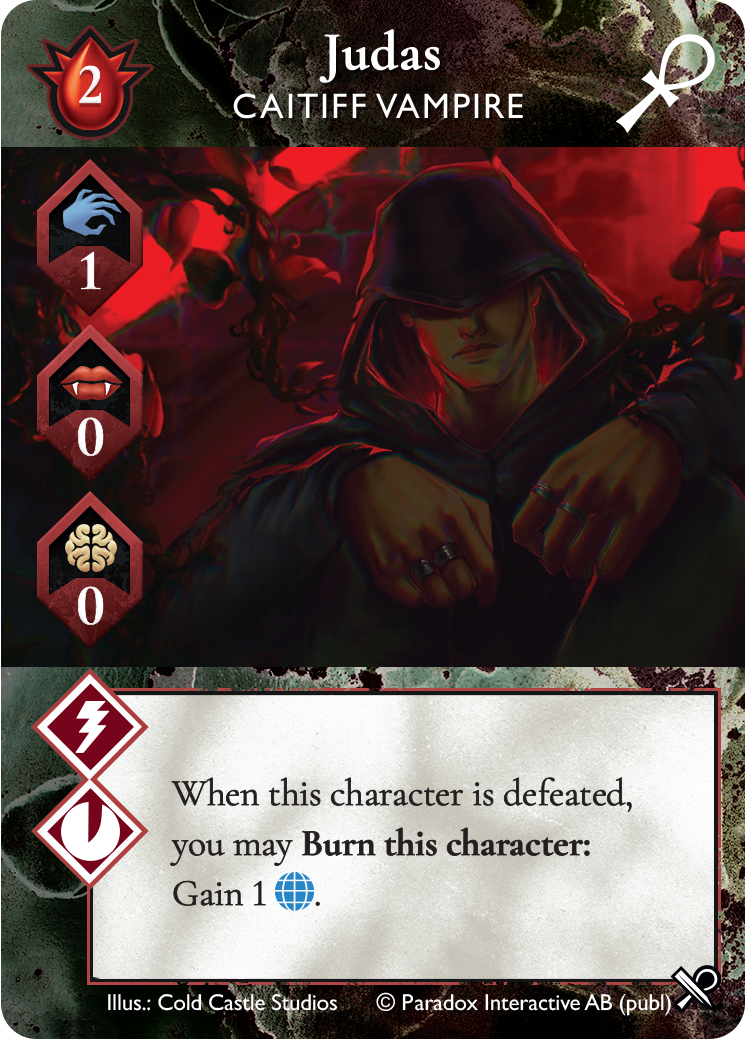 2
Judas
CAITIFF VAMPIRE
1
0
0
When this character is defeated,
you may Burn this character:
Gain 1 .
Illus.: Cold Castle Studios © Paradox Interactive AB (publ)